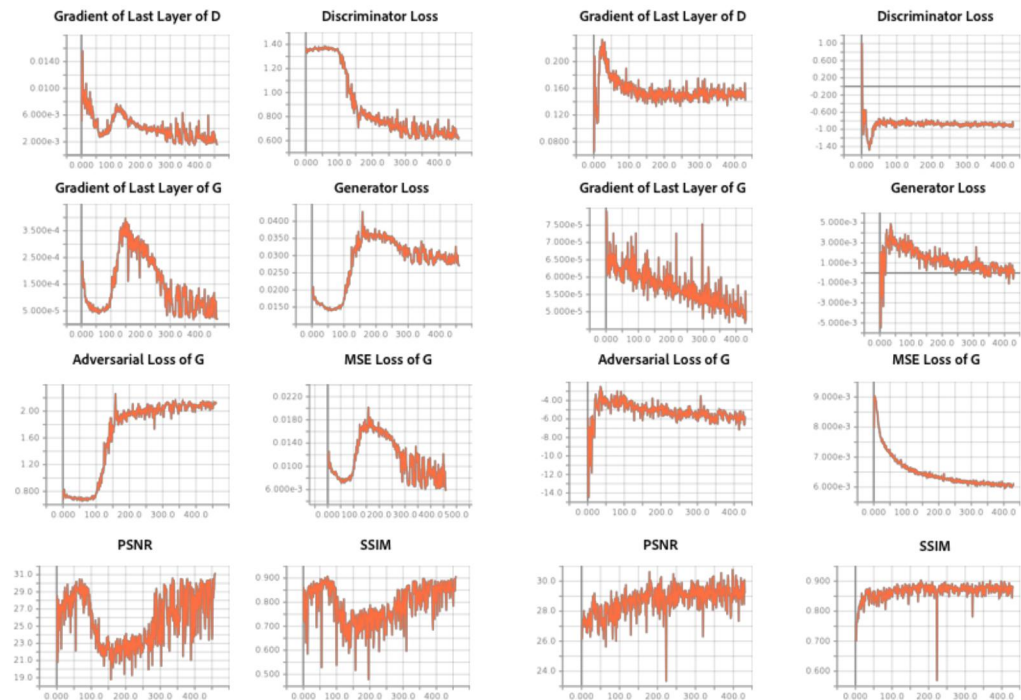 Gradient of Last Layer of D
0.0140
0.0100
6.000e-3
2.000e-3
0.000 100.0 200.0 300.0 400.0
Discriminator Loss
1.40
1.20
1.00
0.800
0.600
0.000 100.0 200.0 300.0 400.0
Gradient of Last Layer of D
0.200
0.160
0.120
0.0800
0.000 100.0 200.0 300.0 400.0
Discriminator Loss
1.00
0.600
0.200
-0.200
-0.600
-1.00
-1.40
0.000 100.0 200.0 300.0 400.0
Gradient of Last Layer of G
3.500e-4
2.500e-4
1.500e-4
5.000e-5
0.000 100.0 200.0 300.0 400.0
Generator Loss
0.0400
0.0350
0.0300
0.0250
0.0200
0.0150
0.000 100.0 200.0 300.0 400.0
Gradient of Last Layer of G
7.500e-5
7.000e-5
6.500e-5
6.000e-5
5.500e-5
5.000e-5
0.000 100.0 200.0 300.0 400.0
Generator Loss
5.000e-3
3.000e-3
1.000e-3
-1.000e-3
-3.000e-3
-5.000e-3
0.000 100.0 200.0 300.0 400.0
Adversarial Loss of G
2.00
1.60
1.20
0.800
0.000 100.0 200.0 300.0 400.0
MSE Loss of G
0.0220
0.0180
0.0140
0.0100
6.000e-3
0.000 100.0 200.0 300.0 400.0 500.0
Adversarial Loss of G
-4.00
-6.00
-8.00
-10.0
-12.0
-14.0
0.000 100.0 200.0 300.0 400.0
MSE Loss of G
9.000e-3
8.000e-3
7.000e-3
6.000e-3
0.000 100.0 200.0 300.0 400.0
PSNR
31.0
29.0
27.0
25.0
23.0
21.0
19.0
0.000 100.0 200.0 300.0 400.0
SSIM
0.900
0.800
0.700
0.600
0.500
0.000 100.0 200.0 300.0 400.0
PSNR
30.0
28.0
26.0
24.0
0.000 100.0 200.0 300.0 400.0
SSIM
0.900
0.800
0.700
0.600
0.000 100.0 200.0 300.0 400.0